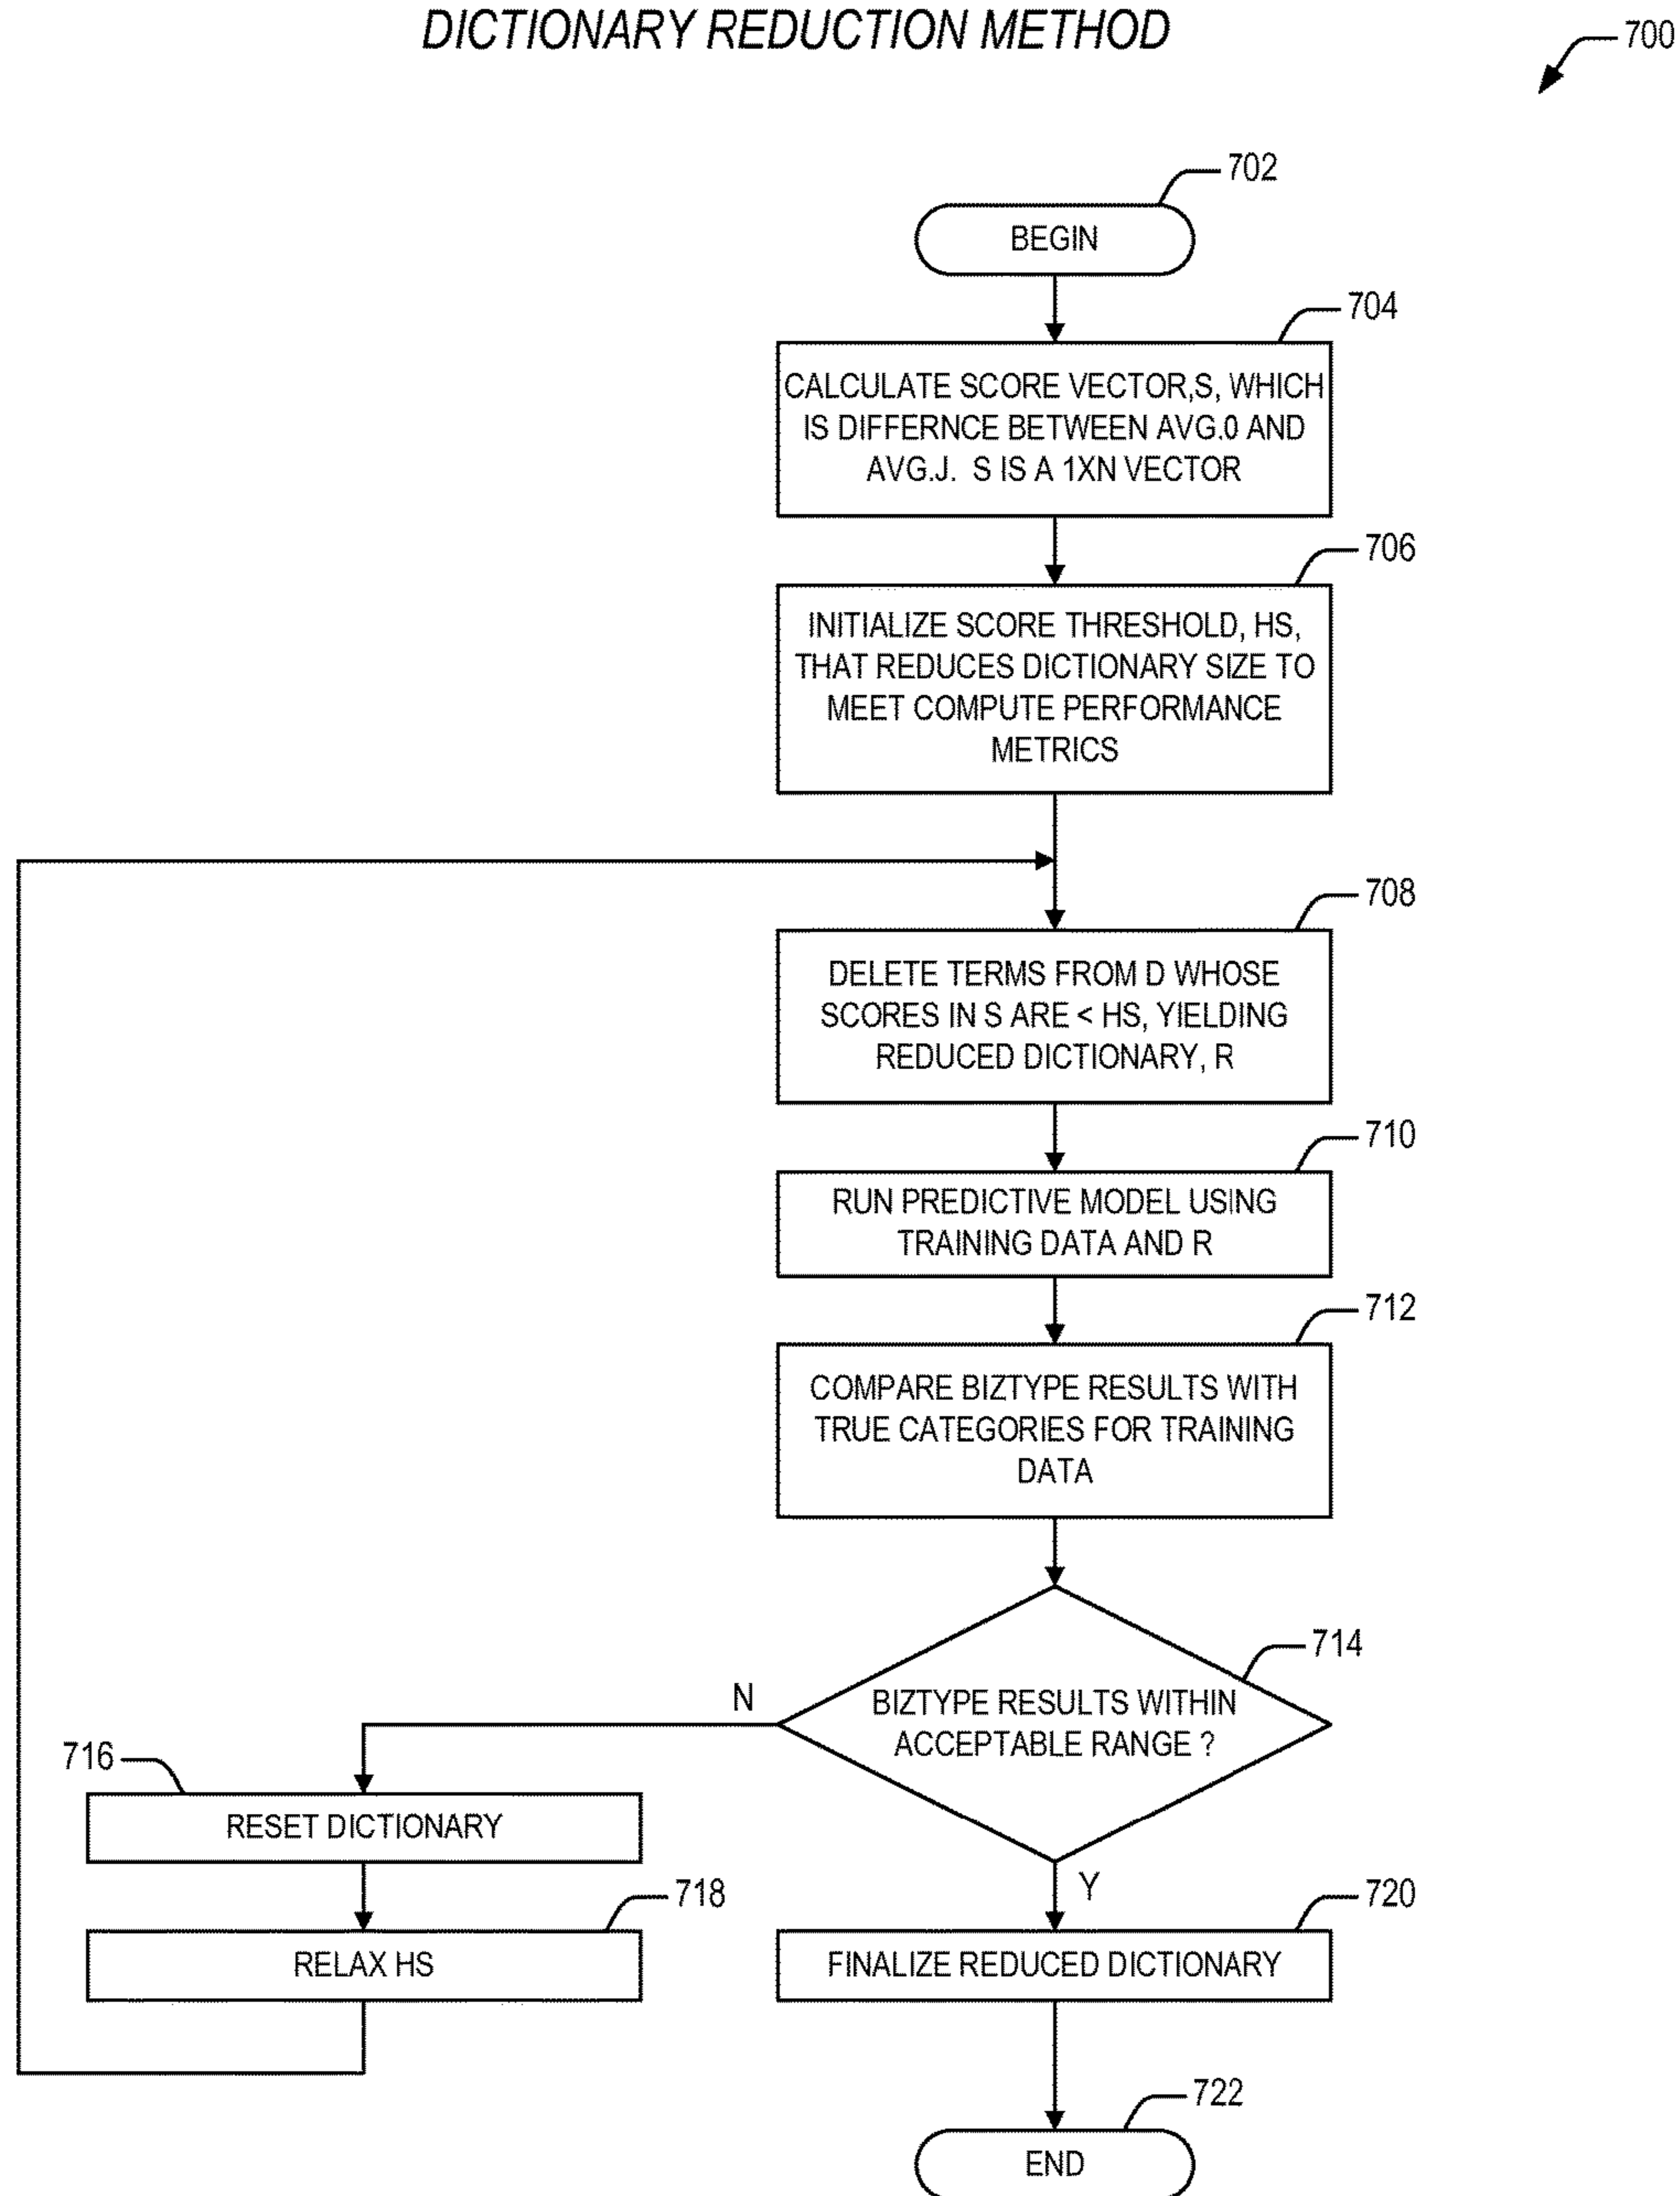 DICTIONARY REDUCTION METHOD
700
702
BEGIN
704
CALCULATE SCORE VECTOR,S, WHICH
IS DIFFERNCE BETWEEN AVG.0 AND
AVG.J. S IS A 1XN VECTOR
706
INITIALIZE SCORE THRESHOLD, HS,
THAT REDUCES DICTIONARY SIZE TO
MEET COMPUTE PERFORMANCE
METRICS
708
DELETE TERMS FROM D WHOSE
SCORES IN S ARE < HS, YIELDING
REDUCED DICTIONARY, R
710
RUN PREDICTIVE MODEL USING
TRAINING DATA AND R
712
COMPARE BIZTYPE RESULTS WITH
TRUE CATEGORIES FOR TRAINING
DATA
714
BIZTYPE RESULTS WITHIN
ACCEPTABLE RANGE ?
N
716
RESET DICTIONARY
718
RELAX HS
Y
720
FINALIZE REDUCED DICTIONARY
722
END